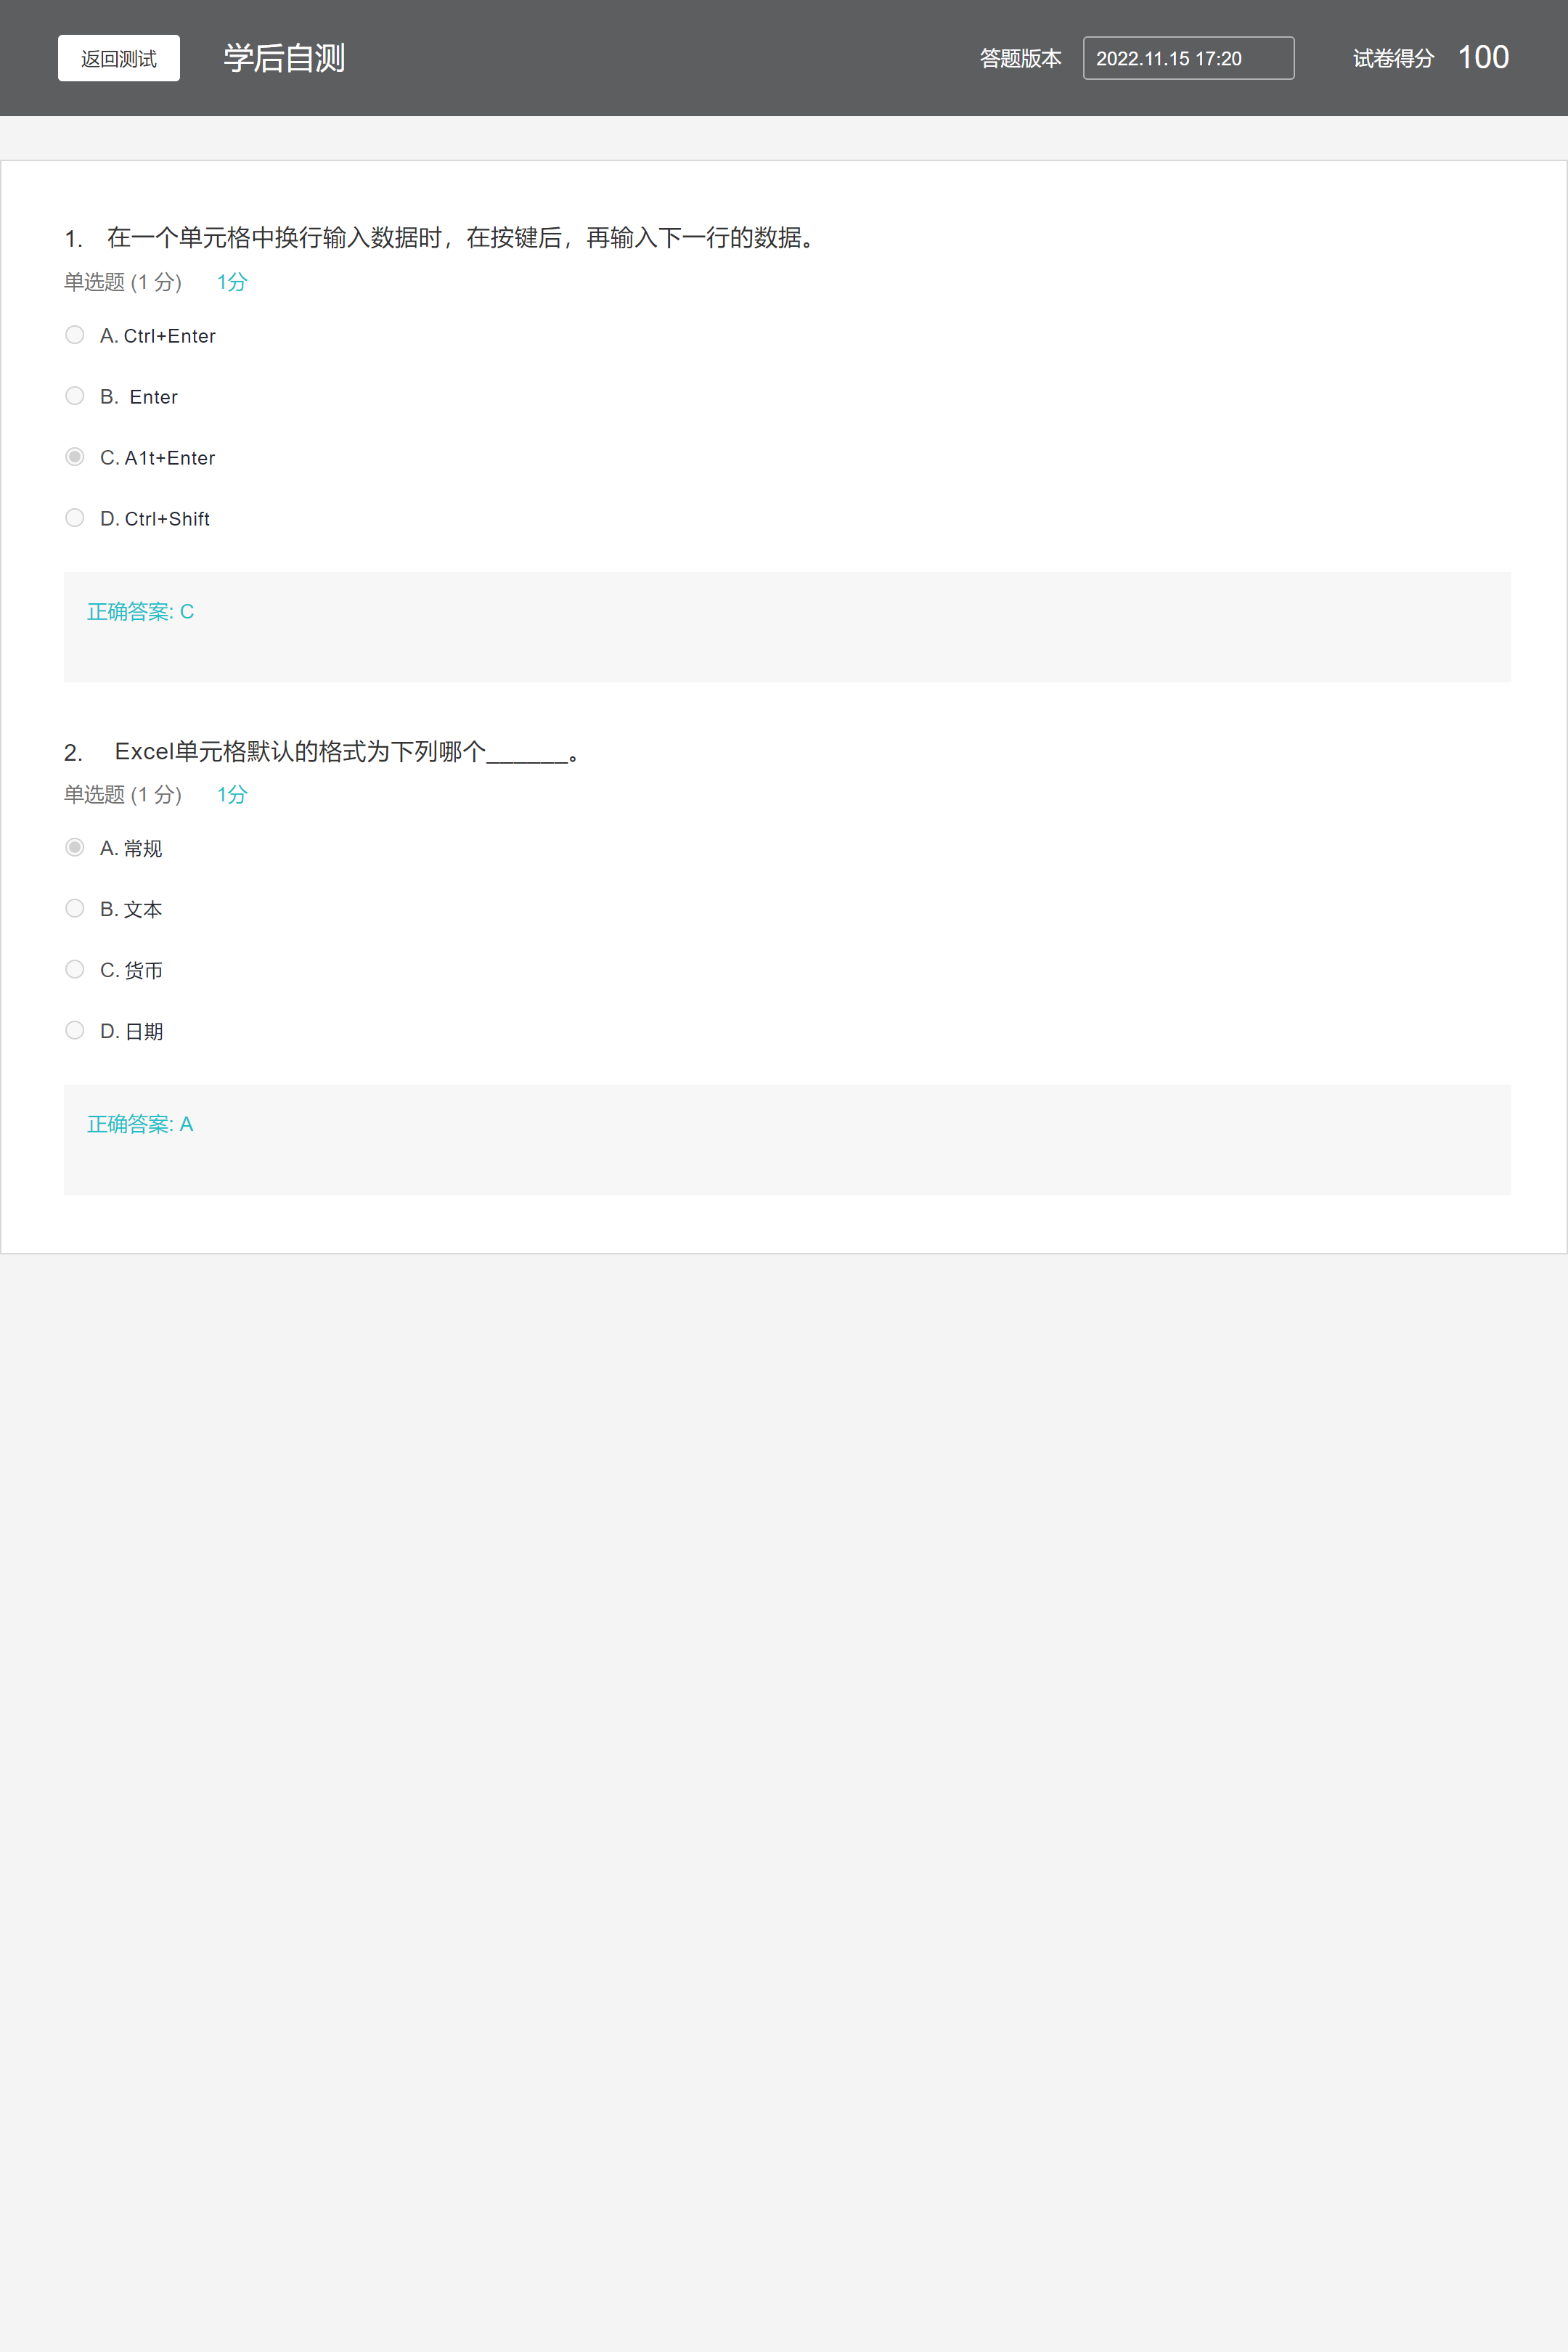 返回测试 学后自测 答题版本 2022.11.15 17:20 试卷得分 100
1. 在一个单元格中换行输入数据时，在按键后，再输入下一行的数据。
单选题 (1 分) 1分
A. Ctrl+Enter
B. Enter
C. A1t+Enter
D. Ctrl+Shift
正确答案: C
2. Excel单元格默认的格式为下列哪个______。
单选题 (1 分) 1分
A. 常规
B. 文本
C. 货币
D. 日期
正确答案: A